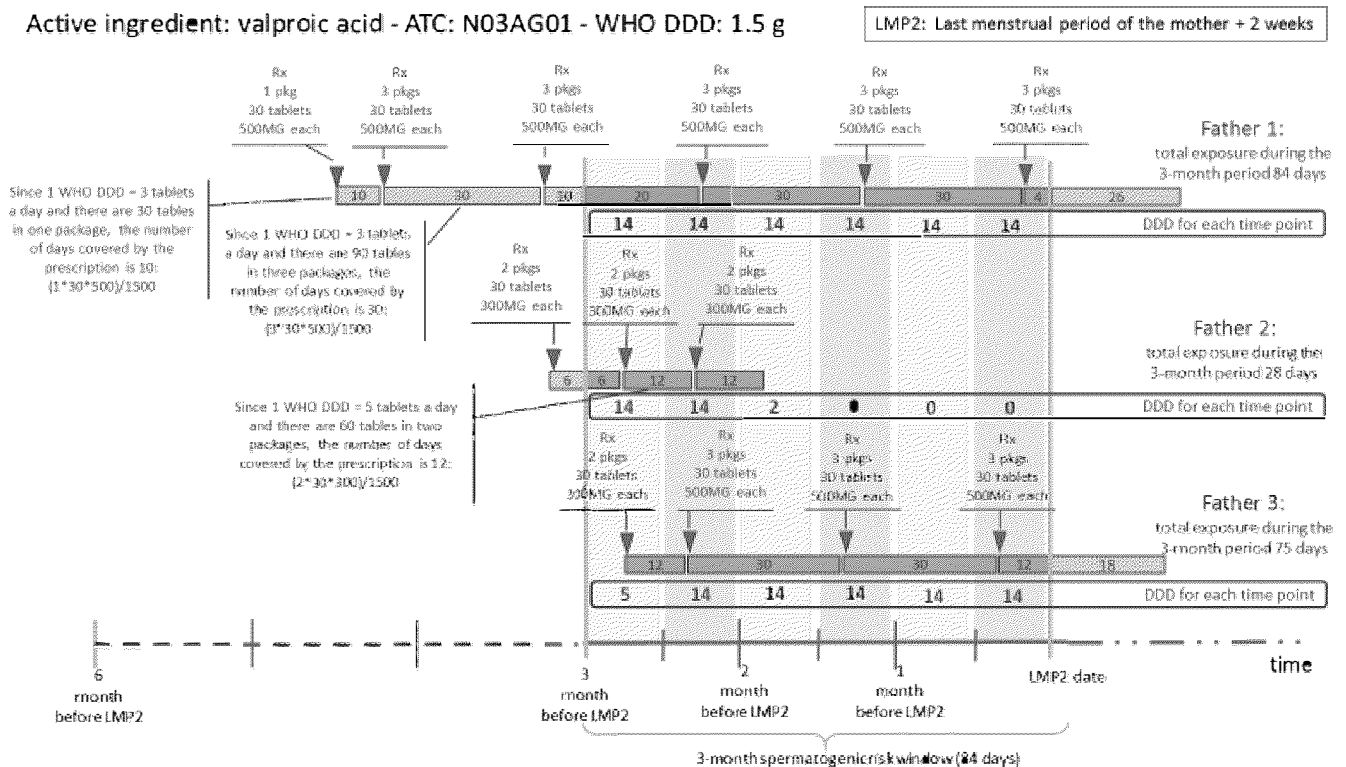 Active ingredient: valproic acid - ATC: N03AG01 - WHO DDD: 1.5 g
LMP2: Last menstrual period of the mother + 2 weeks
Rx
1 pkg
30 tablets
500MG each
Rx
3 pkgs
30 tablets
500MG each
Rx
3 pkgs
30 tablets
500MG each
Rx
3 pkgs
30 tablets
500MG each
Rx
3 pkgs
30 tablets
500MG each
Rx
3 pkgs
30 tablets
500MG each
Father 1:
total exposure during the
3-month period 84 days
10 30 10 20 30 30 4 26
14 14 14 14 14 14 DDD for each time point
Since 1 WHO DDD = 3 tablets
a day and there are 30 tables
in one package, the number
of days covered by the
prescription is 10:
(1*30*500)/1500
Since 1 WHO DDD = 3 tablets
a day and there are 90 tables
in three packages, the
number of days covered by
the prescription is 30:
(3*30*500)/1500
Rx
2 pkgs
30 tablets
300MG each
Rx
2 pkgs
30 tablets
300MG each
Rx
2 pkgs
30 tablets
300MG each
Father 2:
total exposure during the
3-month period 28 days
6 6 12 12
14 14 2 0 0 0 DDD for each time point
Since 1 WHO DDD = 5 tablets a day
and there are 60 tables in two
packages, the number of days
covered by the prescription is 12:
(2*30*300)/1500
Rx
2 pkgs
30 tablets
300MG each
Rx
3 pkgs
30 tablets
500MG each
Rx
3 pkgs
30 tablets
500MG each
Rx
3 pkgs
30 tablets
500MG each
Father 3:
total exposure during the
3-month period 75 days
12 30 30 12 18
5 14 14 14 14 14 DDD for each time point
time
6
month
before LMP2
3
month
before LMP2
2
month
before LMP2
1
month
before LMP2
LMP2 date
3-month spermatogenic risk window (84 days)